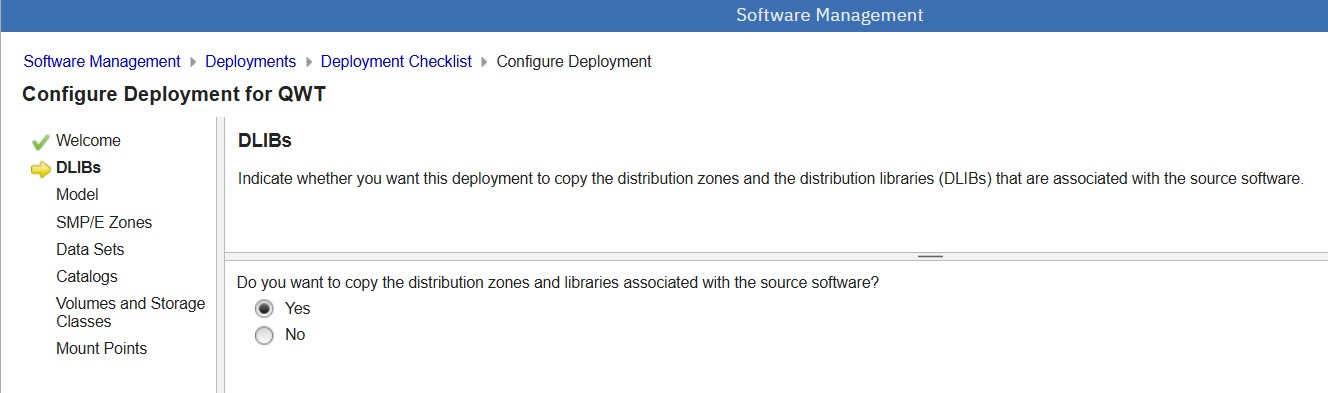 Software Management
Software Management Deployments Deployment Checklist Configure Deployment
Configure Deployment for QWT
Welcome
DLIBs
Model
SMP/E Zones
Data Sets
Catalogs
Volumes and Storage
Classes
Mount Points
DLIBs
Indicate whether you want this deployment to copy the distribution zones and the distribution libraries (DLIBs) that are associated with the source software.
Do you want to copy the distribution zones and libraries associated with the source software?
Yes
No